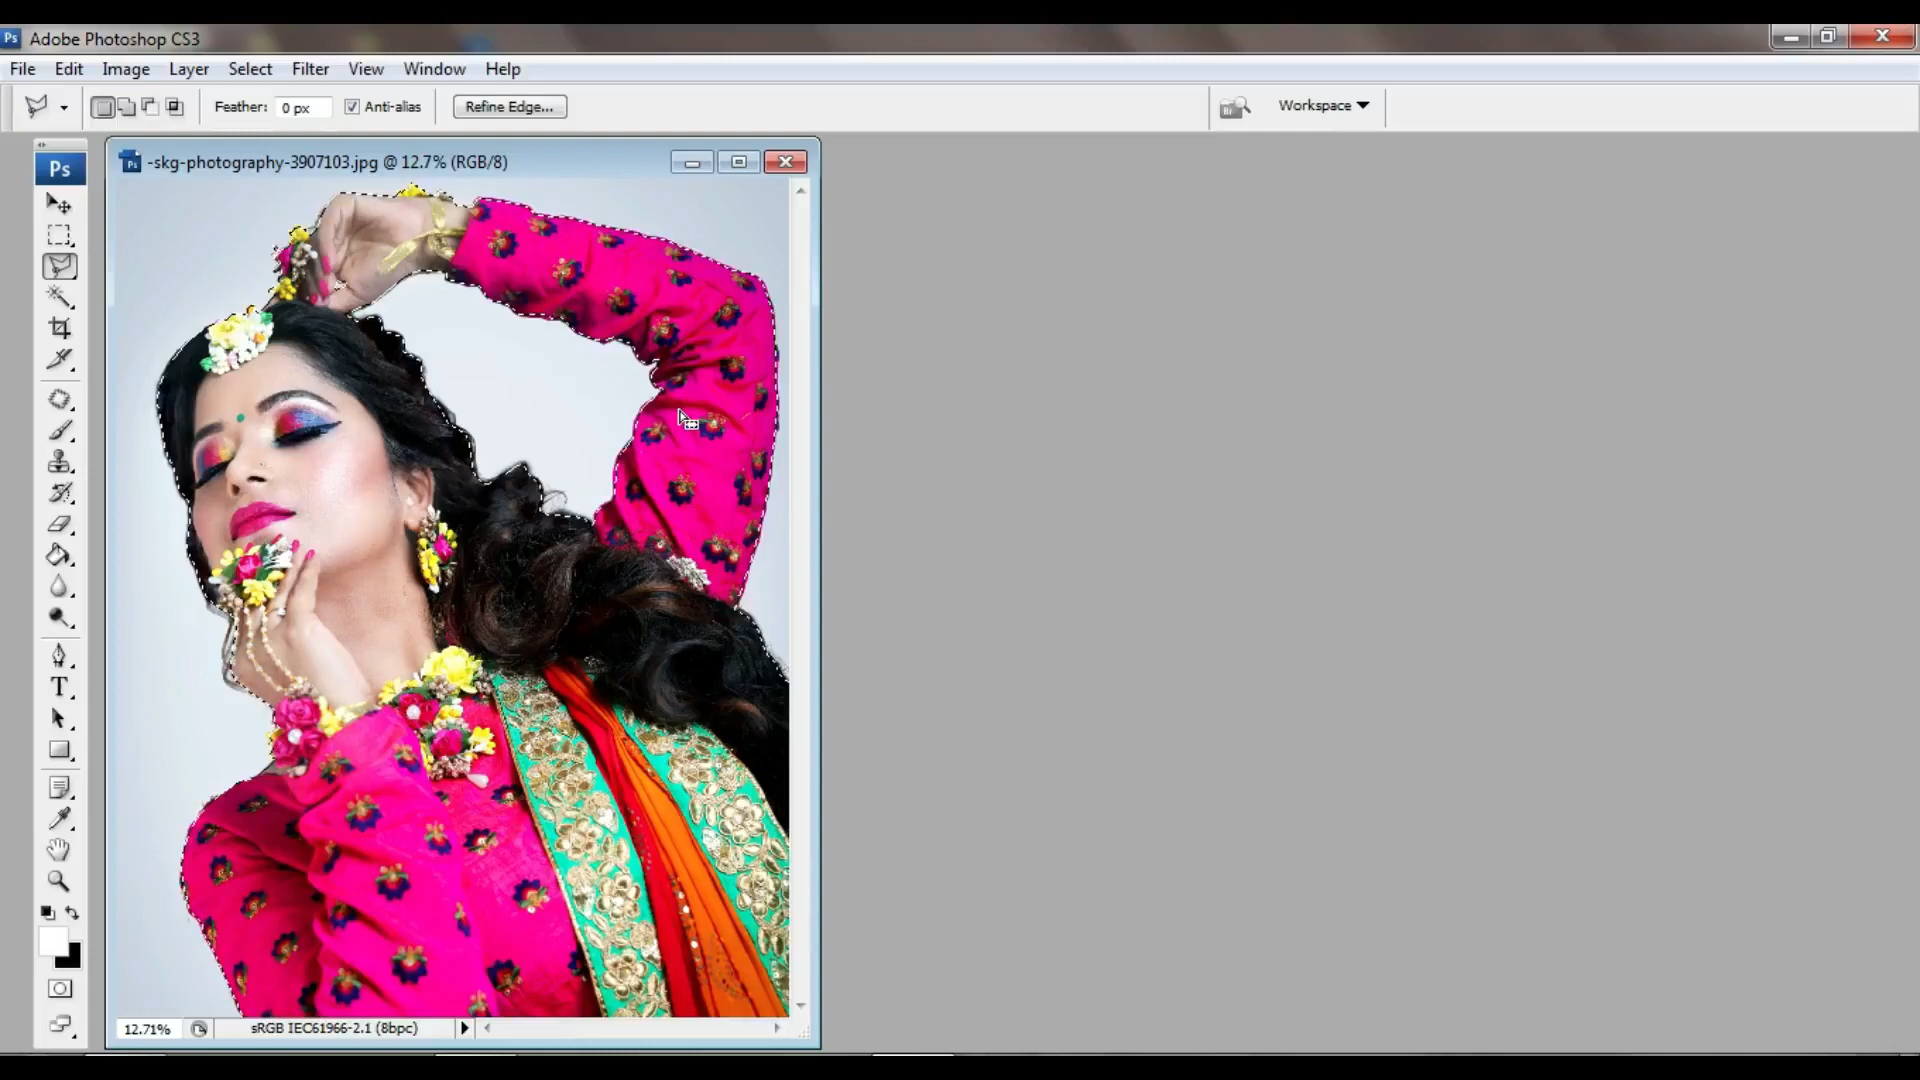 Ps Adobe Photoshop CS3
File Edit Image Layer Select Filter View Window Help
Feather: 0 px Anti-alias Refine Edge... Workspace
Ps
-skg-photography-3907103.jpg @ 12.7% (RGB/8)
T
12.71% sRGB IEC61966-2.1 (8bpc)